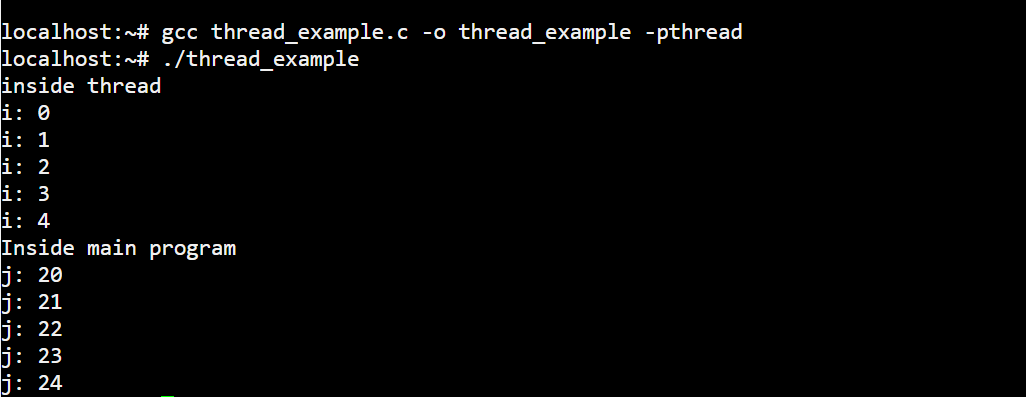 localhost:~# gcc thread_example.c -o thread_example -pthread
localhost:~# ./thread_example
inside thread
i: 0
i: 1
i: 2
i: 3
i: 4
Inside main program
j: 20
j: 21
j: 22
j: 23
j: 24